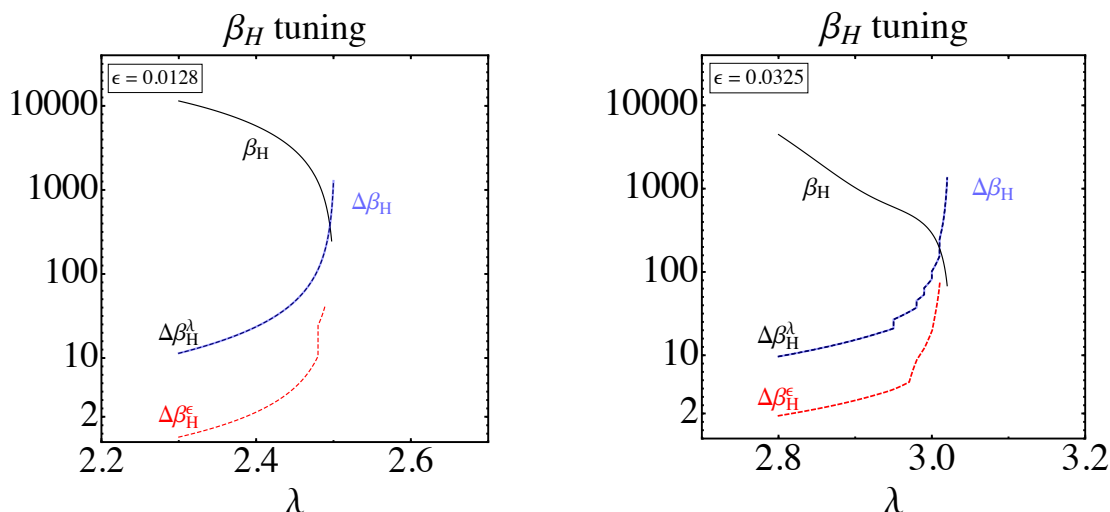 β_H tuning
ϵ = 0.0128
10000
1000
100
10
2
β_H
Δβ_H
Δβ_H^λ
Δβ_H^ϵ
2.2 2.4 2.6
λ
β_H tuning
ϵ = 0.0325
10000
1000
100
10
2
β_H
Δβ_H
Δβ_H^λ
Δβ_H^ϵ
2.8 3.0 3.2
λ